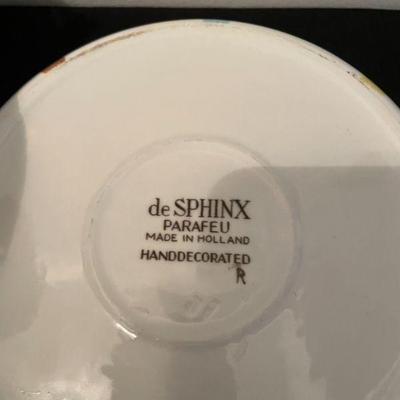 de SPHINX
PARAFEU
MADE IN HOLLAND
HANDDECORATED
R